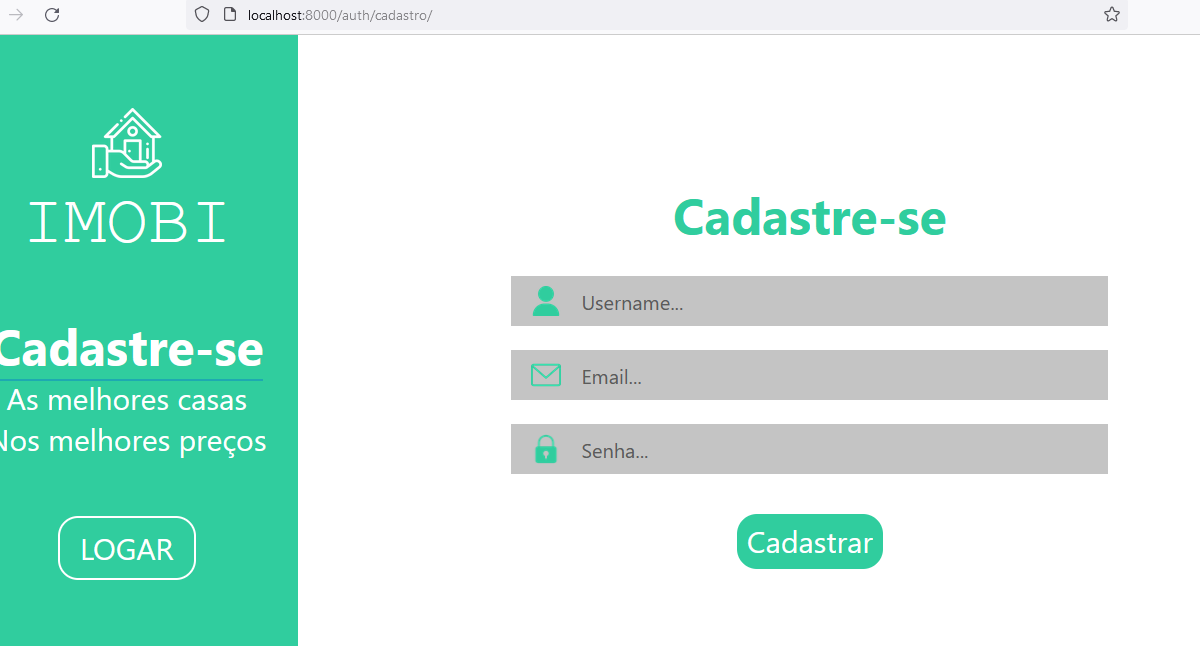 localhost:8000/auth/cadastro/
IMOBI
Cadastre-se
As melhores casas
Nos melhores preços
LOGAR
Cadastre-se
Username...
Email...
Senha...
Cadastrar